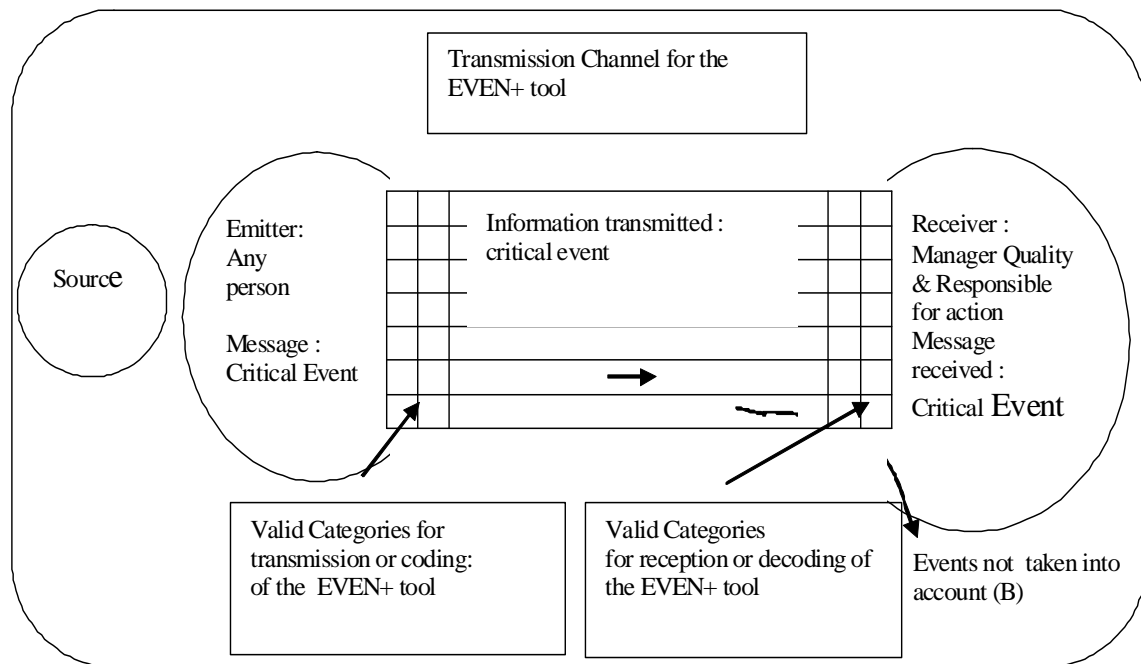 Transmission Channel for the
EVEN+ tool
Source
Emitter:
Any
person
Message :
Critical Event
Information transmitted :
critical event
Receiver :
Manager Quality
& Responsible
for action
Message
received :
Critical Event
Valid Categories for
transmission or coding:
of the EVEN+ tool
Valid Categories
for reception or decoding of
the EVEN+ tool
Events not taken into
account (B)